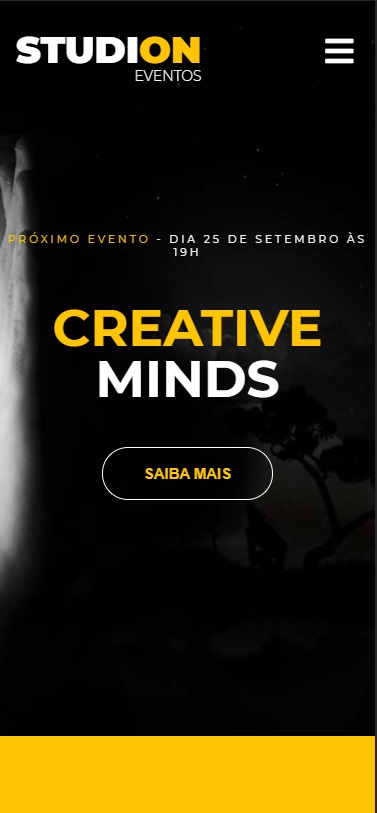 STUDION
EVENTOS
PRÓXIMO EVENTO - DIA 25 DE SETEMBRO ÀS
19H
CREATIVE
MINDS
SAIBA MAIS